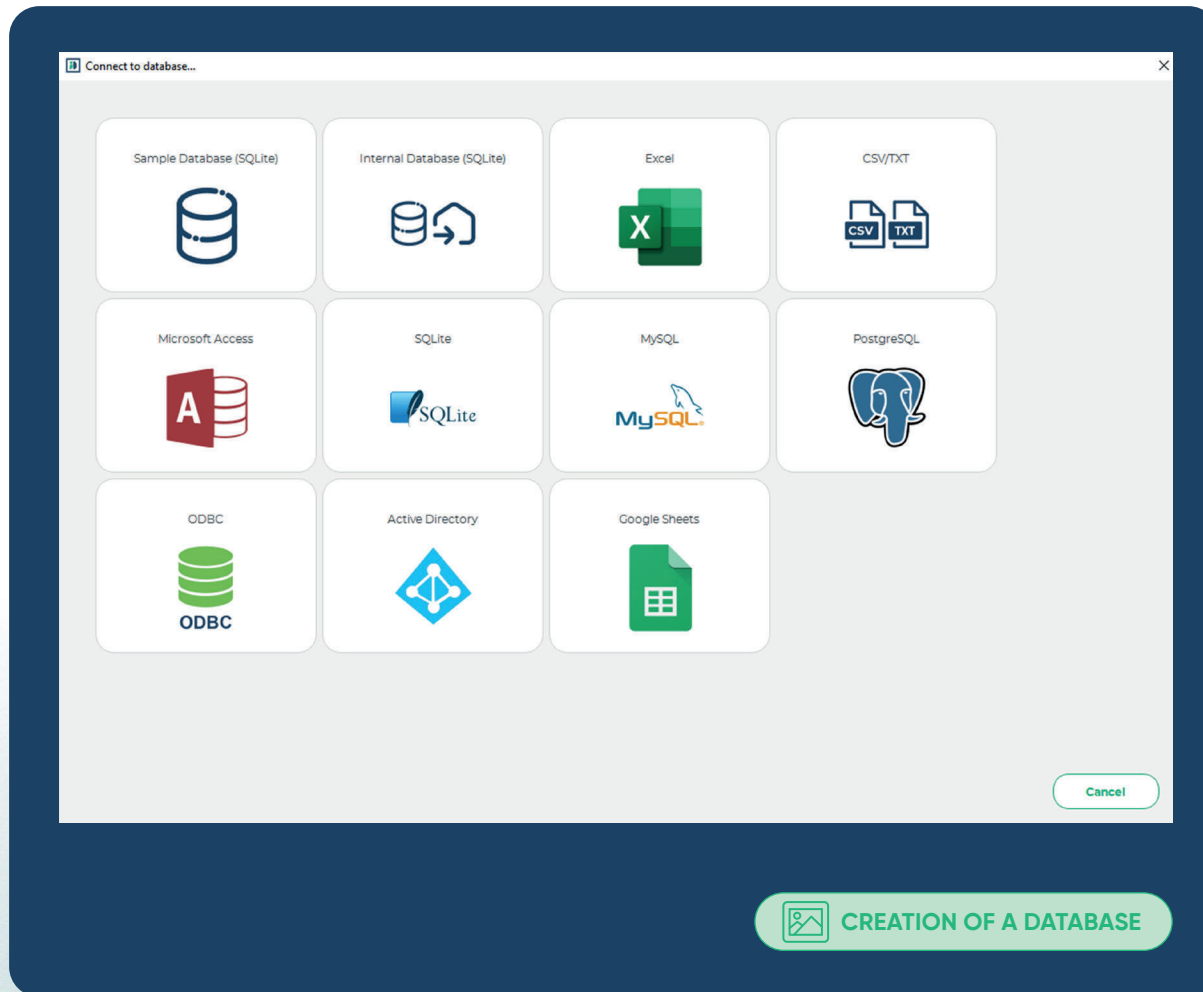 Connect to database...
Sample Database (SQLite)
Internal Database (SQLite)
Excel
CSV/TXT
X
CSV
TXT
Microsoft Access
SQLite
MySQL
PostgreSQL
A
SQLite
MySQL®
ODBC
Active Directory
Google Sheets
ODBC
Cancel
CREATION OF A DATABASE